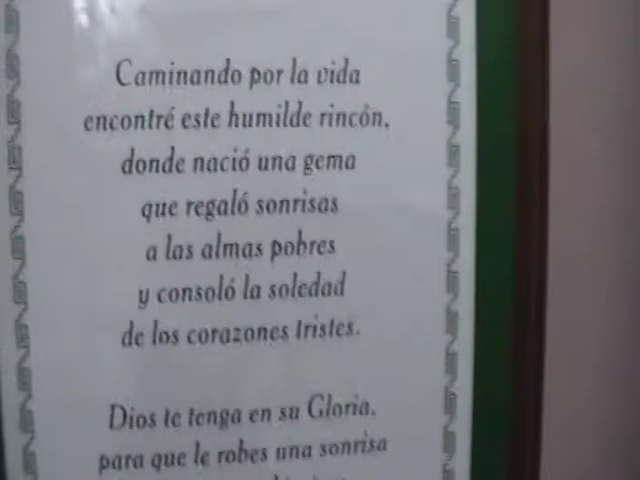 Caminando por la vida
encontré este humilde rincón,
donde nació una gema
que regaló sonrisas
a las almas pobres
y consoló la soledad
de los corazones tristes.
Dios te tenga en su Gloria.
para que le robes una sonrisa